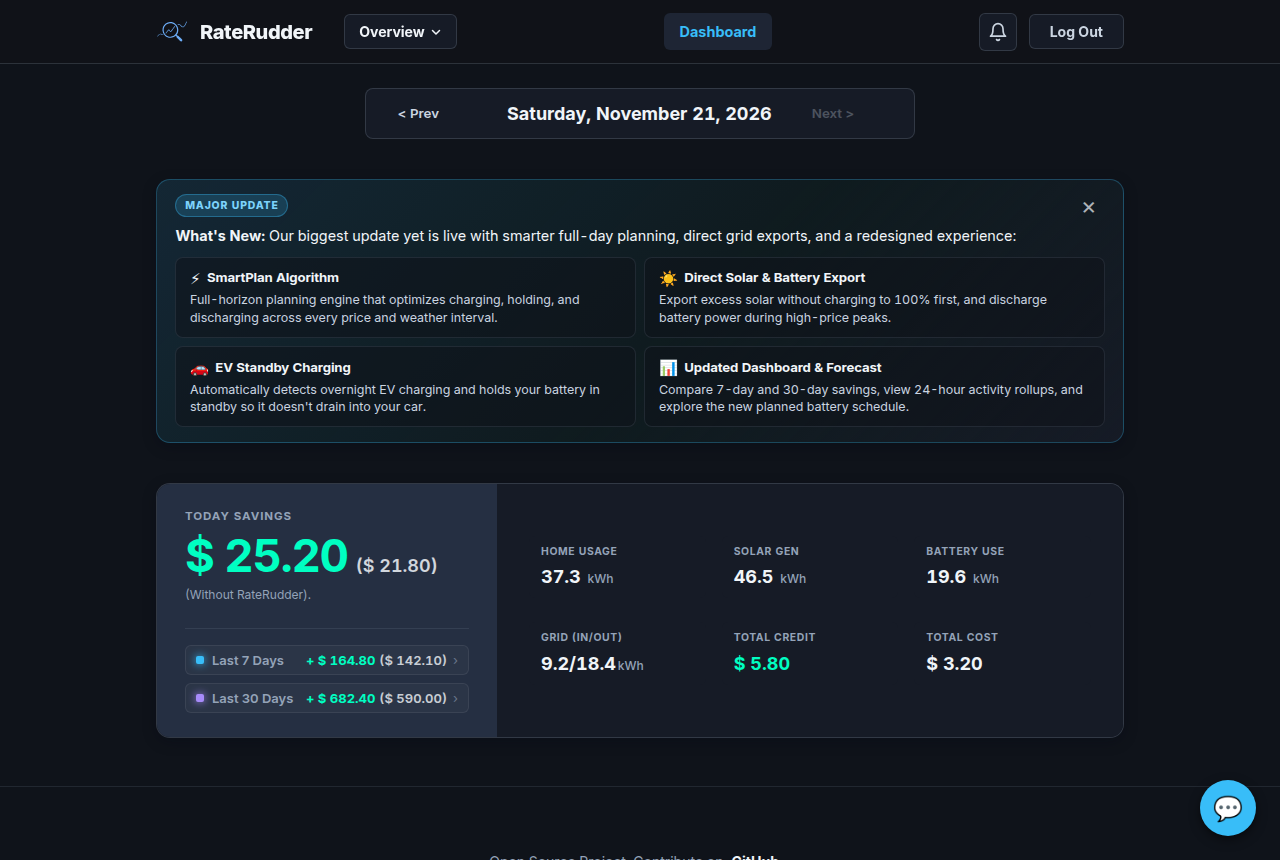 RateRudder
Overview
Dashboard
Log Out
< Prev
Saturday, November 21, 2026
Next >
MAJOR UPDATE
What's New: Our biggest update yet is live with smarter full-day planning, direct grid exports, and a redesigned experience:
SmartPlan Algorithm
Full-horizon planning engine that optimizes charging, holding, and
discharging across every price and weather interval.
Direct Solar & Battery Export
Export excess solar without charging to 100% first, and discharge
battery power during high-price peaks.
EV Standby Charging
Automatically detects overnight EV charging and holds your battery in
standby so it doesn't drain into your car.
Updated Dashboard & Forecast
Compare 7-day and 30-day savings, view 24-hour activity rollups, and
explore the new planned battery schedule.
TODAY SAVINGS
$ 25.20 ($ 21.80)
(Without RateRudder).
Last 7 Days + $ 164.80 ($ 142.10) ›
Last 30 Days + $ 682.40 ($ 590.00) ›
HOME USAGE
37.3 kWh
SOLAR GEN
46.5 kWh
BATTERY USE
19.6 kWh
GRID (IN/OUT)
9.2/18.4 kWh
TOTAL CREDIT
$ 5.80
TOTAL COST
$ 3.20
Open Source Project. Contribute on GitHub